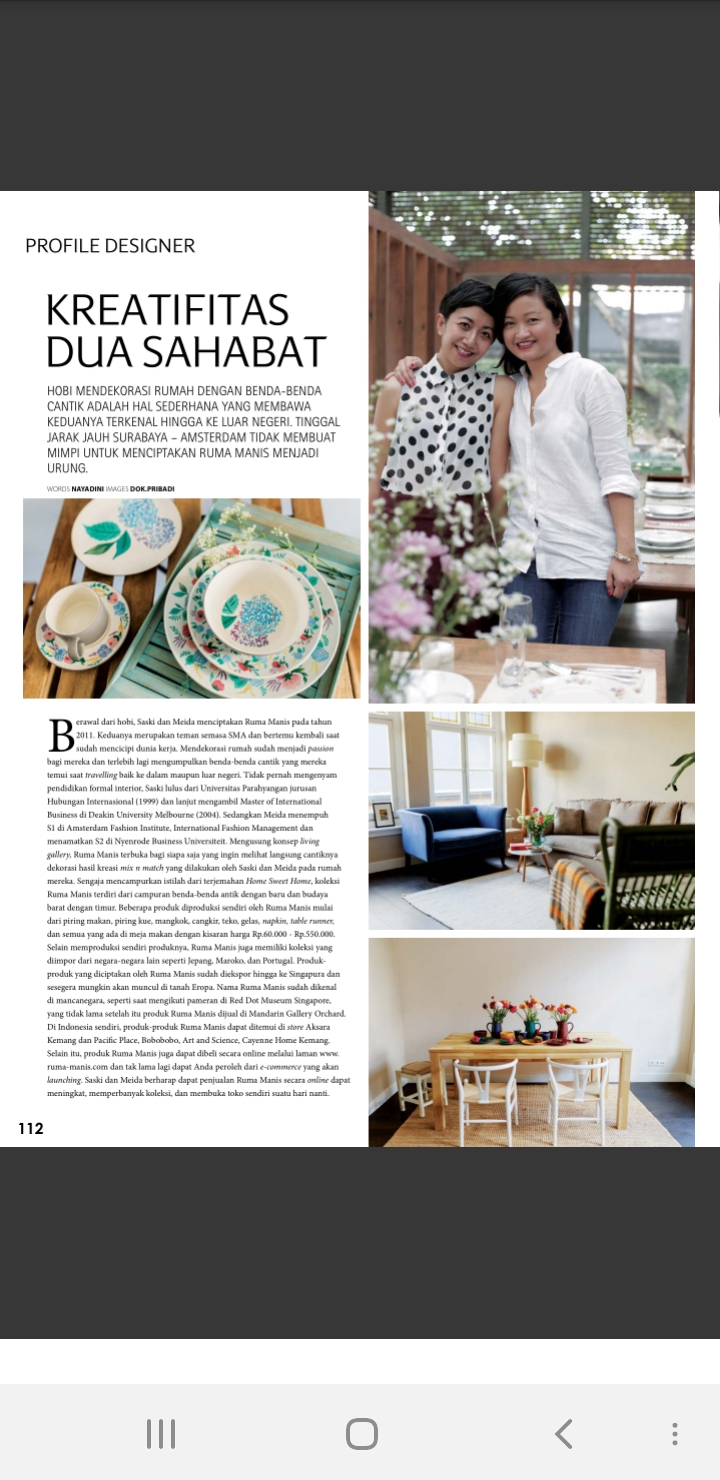 PROFILE DESIGNER
KREATIFITAS
DUA SAHABAT
HOBI MENDEKORASI RUMAH DENGAN BENDA-BENDA
CANTIK ADALAH HAL SEDERHANA YANG MEMBAWA
KEDUANYA TERKENAL HINGGA KE LUAR NEGERI. TINGGAL
JARAK JAUH SURABAYA – AMSTERDAM TIDAK MEMBUAT
MIMPI UNTUK MENCIPTAKAN RUMA MANIS MENJADI
URUNG.
WORDS NAYADINI IMAGES DOK.PRIBADI
Berawal dari hobi, Saski dan Meida menciptakan Ruma Manis pada tahun
2011. Keduanya merupakan teman semasa SMA dan bertemu kembali saat
sudah mencicipi dunia kerja. Mendekorasi rumah sudah menjadi passion
bagi mereka dan terlebih lagi mengumpulkan benda-benda cantik yang mereka
temui saat travelling baik ke dalam maupun luar negeri. Tidak pernah mengenyam
pendidikan formal interior, Saski lulus dari Universitas Parahyangan jurusan
Hubungan Internassional (1999) dan lanjut mengambil Master of International
Business di Deakin University Melbourne (2004). Sedangkan Meida menempuh
S1 di Amsterdam Fashion Institute, International Fashion Management dan
menamatkan S2 di Nyenrode Business Universiteit. Mengusung konsep living
gallery, Ruma Manis terbuka bagi siapa saja yang ingin melihat langsung cantiknya
dekorasi hasil kreasi mix n match yang dilakukan oleh Saski dan Meida pada rumah
mereka. Sengaja mencampurkan istilah dari terjemahan Home Sweet Home, koleksi
Ruma Manis terdiri dari campuran benda-benda antik dengan baru dan budaya
barat dengan timur. Beberapa produk diproduksi sendiri oleh Ruma Manis mulai
dari piring makan, piring kue, mangkok, cangkir, teko, gelas, napkin, table runner,
dan semua yang ada di meja makan dengan kisaran harga Rp.60.000 - Rp.550.000.
Selain memproduksi sendiri produknya, Ruma Manis juga memiliki koleksi yang
diimpor dari negara-negara lain seperti Jepang, Maroko, dan Portugal. Produk-
produk yang diciptakan oleh Ruma Manis sudah diekspor hingga ke Singapura dan
sesegera mungkin akan muncul di tanah Eropa. Nama Ruma Manis sudah dikenal
di mancanegara, seperti saat mengikuti pameran di Red Dot Museum Singapore,
yang tidak lama setelah itu produk Ruma Manis dijual di Mandarin Gallery Orchard.
Di Indonesia sendiri, produk-produk Ruma Manis dapat ditemui di store Aksara
Kemang dan Pacific Place, Bobobobo, Art and Science, Cayenne Home Kemang.
Selain itu, produk Ruma Manis juga dapat dibeli secara online melalui laman www.
ruma-manis.com dan tak lama lagi dapat Anda peroleh dari e-commerce yang akan
launching. Saski dan Meida berharap dapat penjualan Ruma Manis secara online dapat
meningkat, memperbanyak koleksi, dan membuka toko sendiri suatu hari nanti.
112